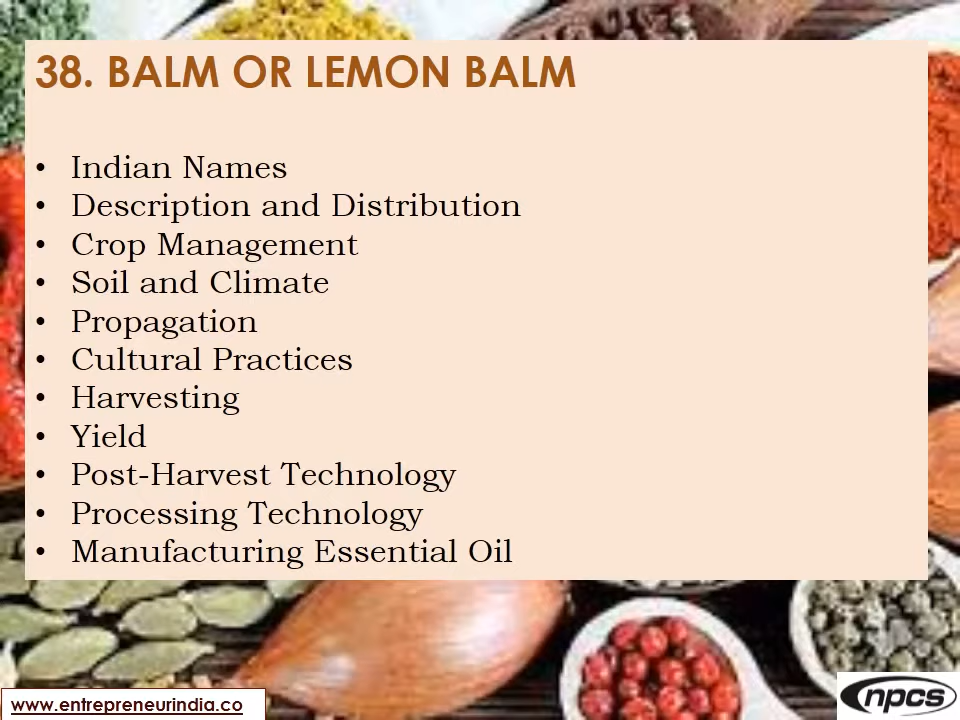 38. BALM OR LEMON BALM
• Indian Names
• Description and Distribution
• Crop Management
• Soil and Climate
• Propagation
• Cultural Practices
• Harvesting
• Yield
• Post-Harvest Technology
• Processing Technology
• Manufacturing Essential Oil
www.entrepreneurindia.co
npcs